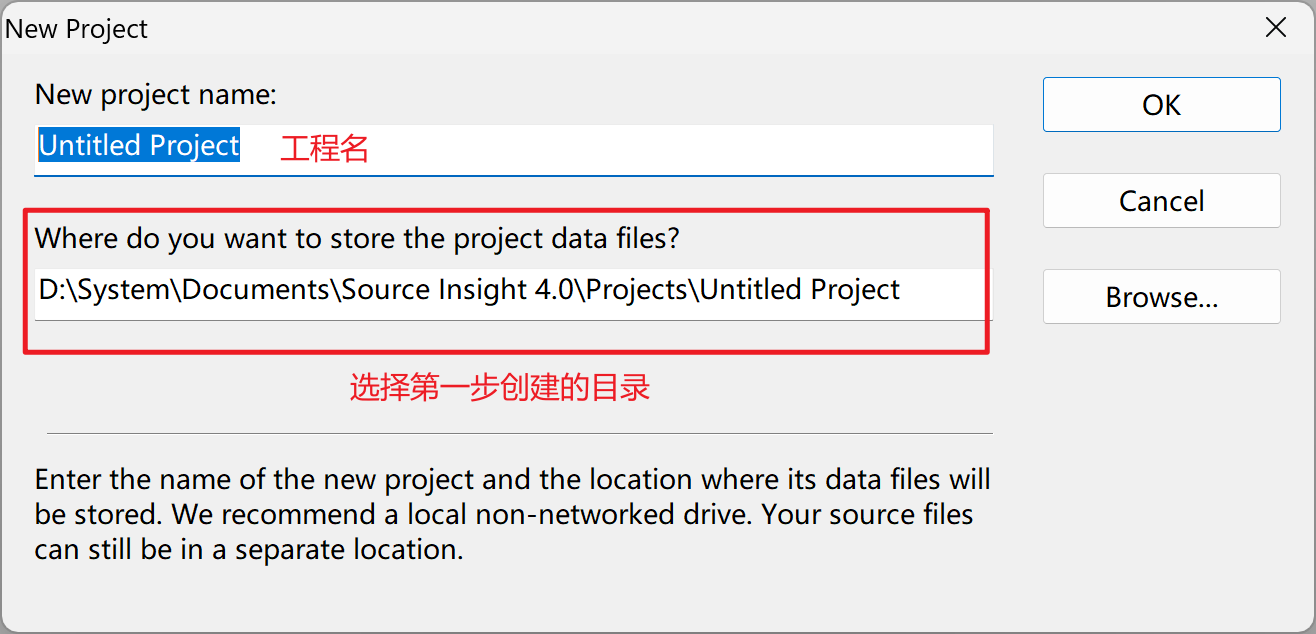 New Project
New project name:
Untitled Project
工程名
OK
Cancel
Where do you want to store the project data files?
D:\System\Documents\Source Insight 4.0\Projects\Untitled Project
Browse...
选择第一步创建的目录
Enter the name of the new project and the location where its data files will
be stored. We recommend a local non-networked drive. Your source files
can still be in a separate location.